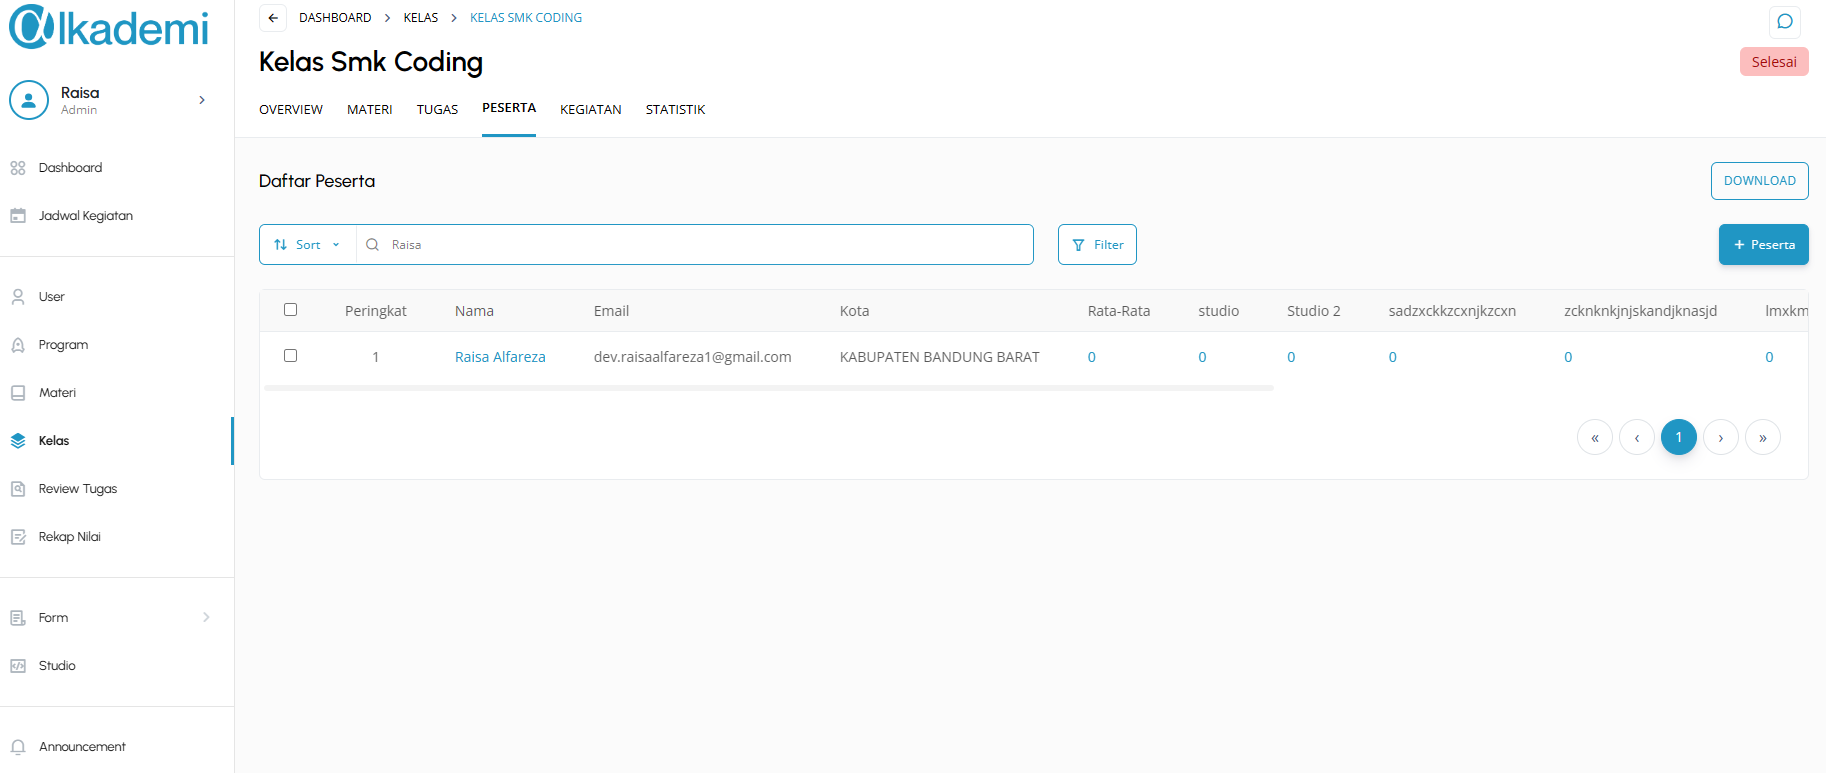 alkademi
Raisa
Admin
Dashboard
Jadwal Kegiatan
User
Program
Materi
Kelas
Review Tugas
Rekap Nilai
Form
Studio
Announcement
DASHBOARD > KELAS > KELAS SMK CODING
Kelas Smk Coding
Selesai
OVERVIEW MATERI TUGAS PESERTA KEGIATAN STATISTIK
Daftar Peserta
DOWNLOAD
Sort Raisa Filter + Peserta
Peringkat Nama Email Kota Rata-Rata studio Studio 2 sadzxckkzcxnjkzcxn zcknknkjnjskandjknasjd lmxkm
1 Raisa Alfareza dev.raisaalfareza1@gmail.com KABUPATEN BANDUNG BARAT 0 0 0 0 0 0
« ‹ 1 › »